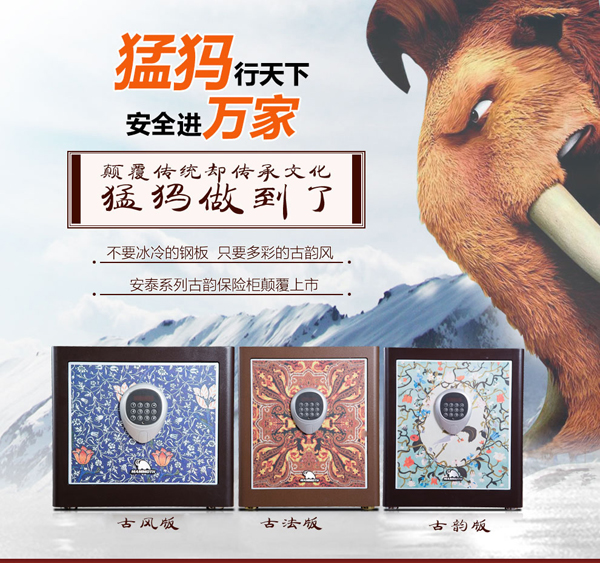 猛犸行天下
安全进万家
颠覆传统却传承文化
猛犸做到了
不要冰冷的钢板 只要多彩的古韵风
安泰系列古韵保险柜颠覆上市
古风版 古法版 古韵版